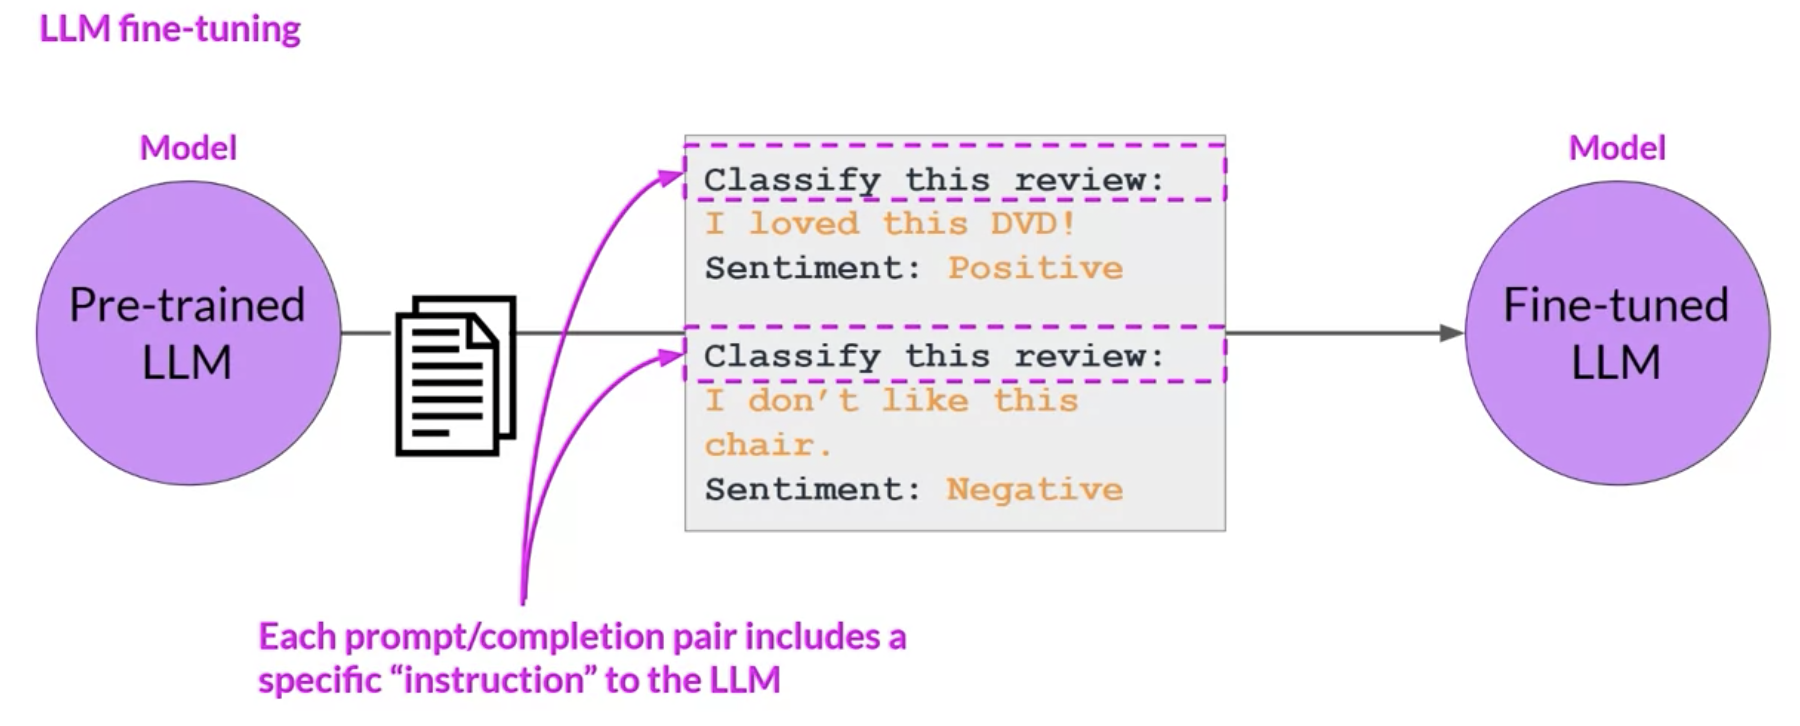 LLM fine-tuning
Model
Pre-trained
LLM
Classify this review:
I loved this DVD!
Sentiment: Positive
Classify this review:
I don’t like this
chair.
Sentiment: Negative
Model
Fine-tuned
LLM
Each prompt/completion pair includes a
specific “instruction” to the LLM